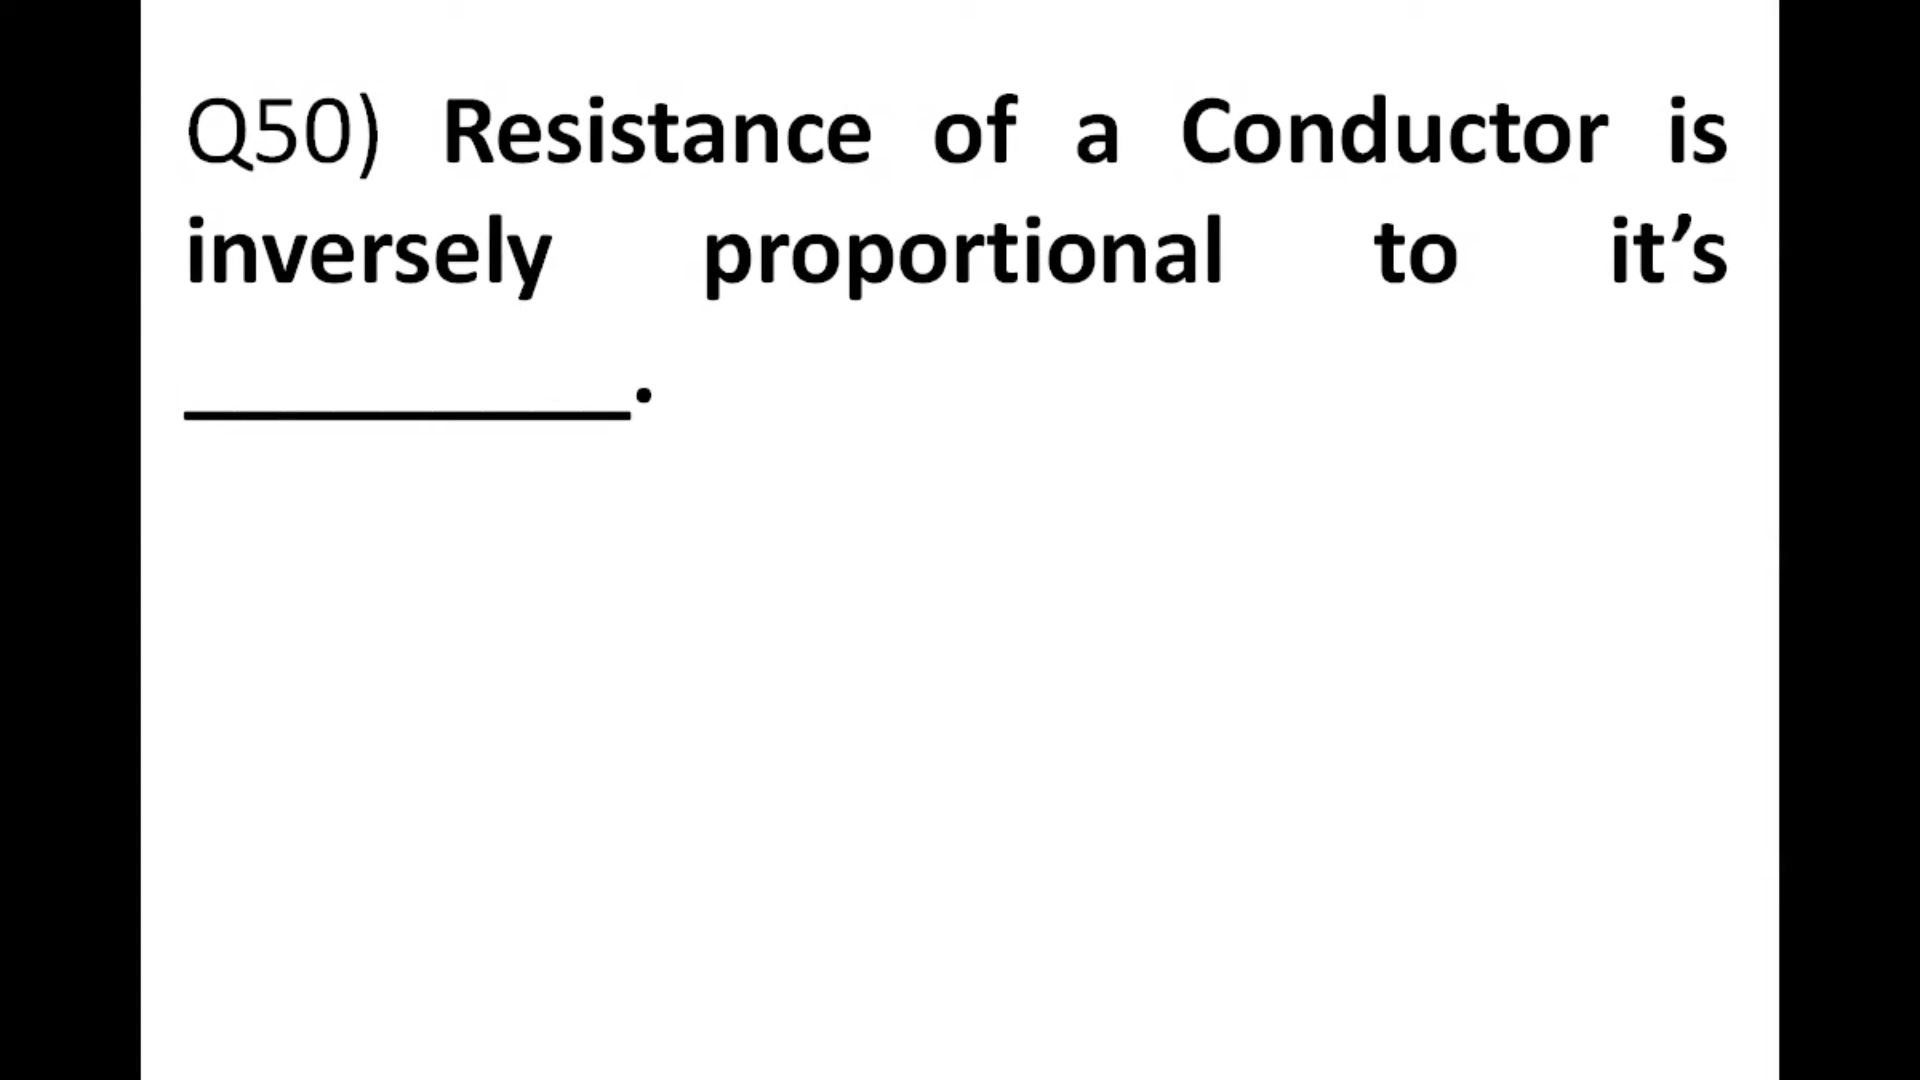 Q50) Resistance of a Conductor is
inversely proportional to it’s
__________.